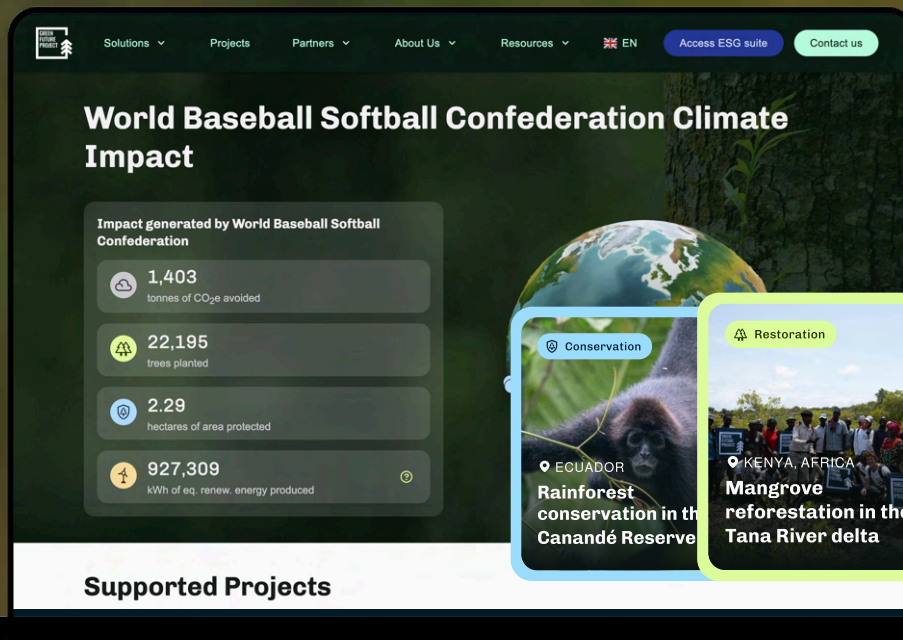 GREEN
FUTURE
PROJECT
Solutions
Projects
Partners
About Us
Resources
EN
Access ESG suite
Contact us
World Baseball Softball Confederation Climate
Impact
Impact generated by World Baseball Softball
Confederation
1,403
tonnes of CO₂e avoided
22,195
trees planted
2.29
hectares of area protected
927,309
kWh of eq. renew. energy produced
?
Conservation
ECUADOR
Rainforest
conservation in th
Canandé Reserve
Restoration
KENYA, AFRICA
Mangrove
reforestation in the
Tana River delta
Supported Projects